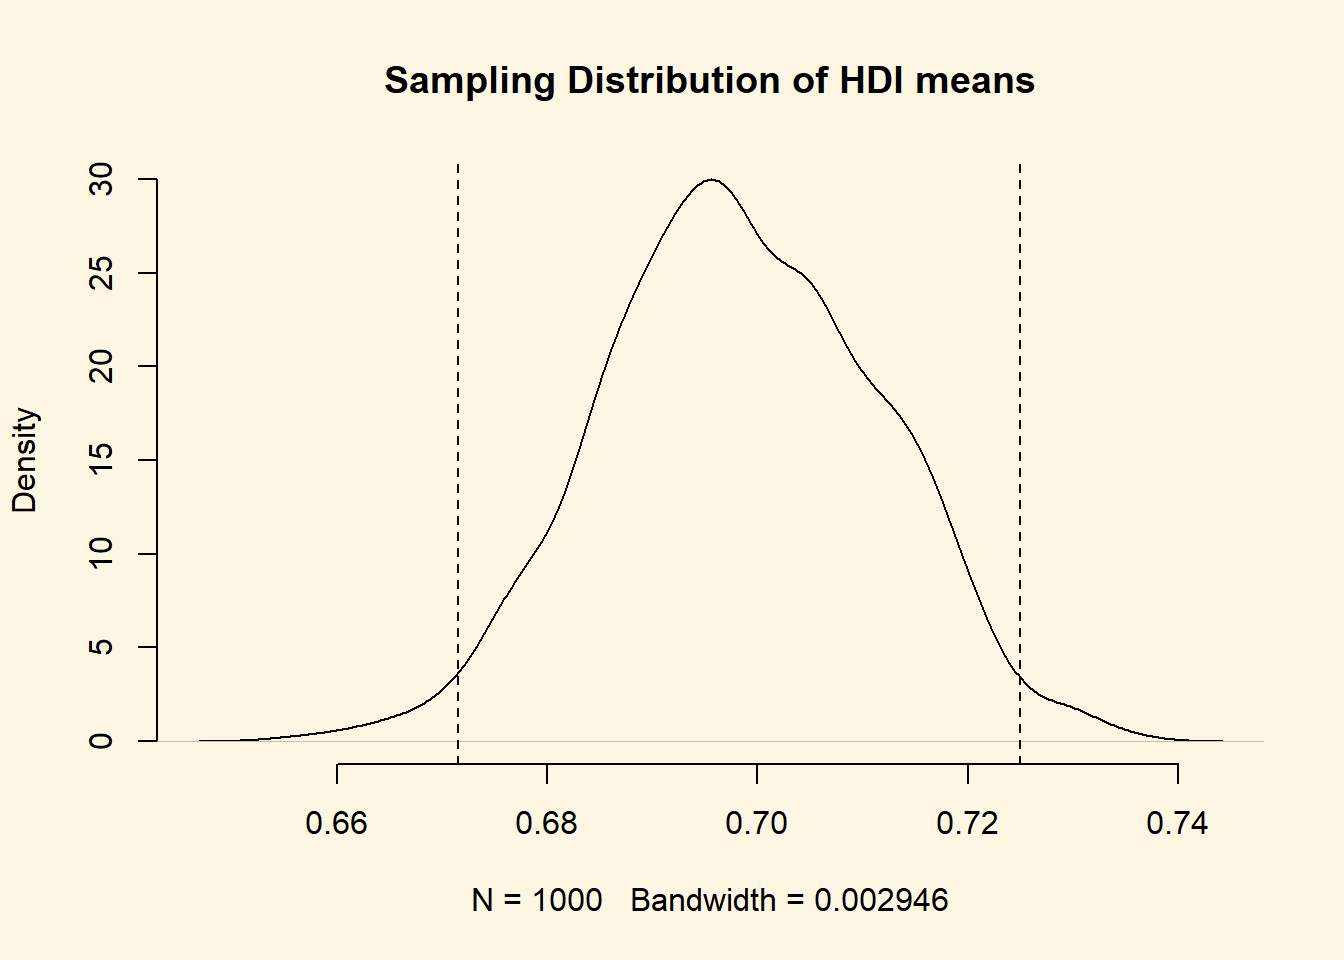 Sampling Distribution of HDI means
30
25
20
15
10
5
0
Density
0.66 0.68 0.70 0.72 0.74
N = 1000 Bandwidth = 0.002946